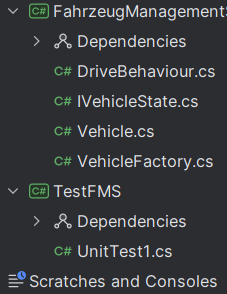 C# FahrzeugManagementS
Dependencies
C# DriveBehaviour.cs
C# IVehicleState.cs
C# Vehicle.cs
C# VehicleFactory.cs
C# TestFMS
Dependencies
C# UnitTest1.cs
Scratches and Consoles